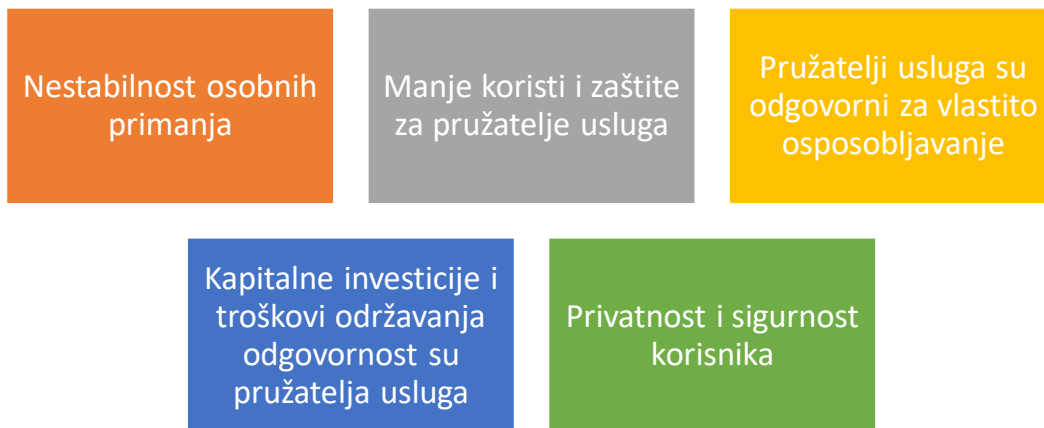 Nestabilnost osobnih
primanja
Manje koristi i zaštite
za pružatelje usluga
Pružatelji usluga su
odgovorni za vlastito
osposobljavanje
Kapitalne investicije i
troškovi održavanja
odgovornost su
pružatelja usluga
Privatnost i sigurnost
korisnika